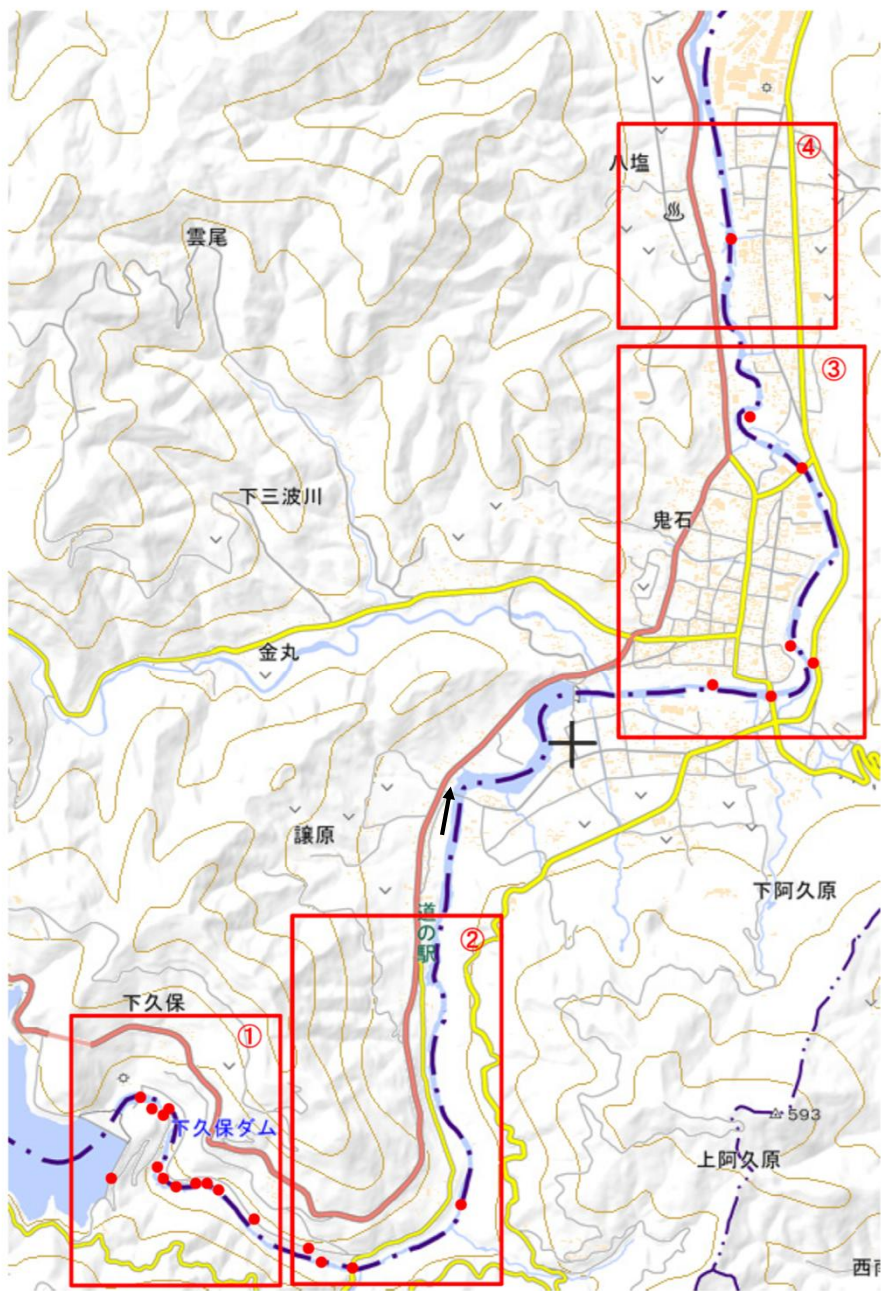 ④
八塩
雲尾
③
下三波川
鬼石
金丸
譲原
下阿久原
道の駅
②
下久保
①
593
下久保ダム
上阿久原
西南